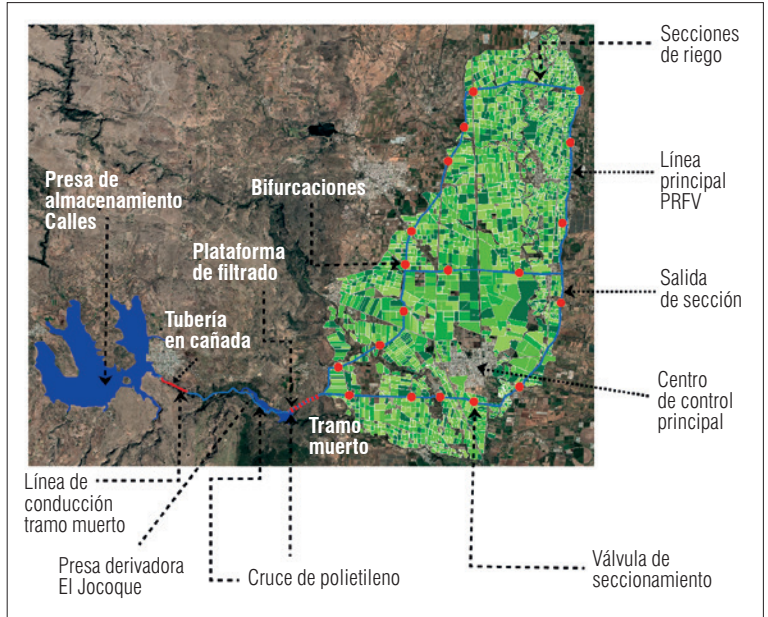 Secciones
de riego
Línea
principal
PRFV
Salida
de sección
Centro
de control
principal
Válvula de
seccionamiento
Bifurcaciones
Presa de
almacenamiento
Calles
Plataforma
de filtrado
Tubería
en cañada
Tramo
muerto
Línea de
conducción
tramo muerto
Presa derivadora
El Jocoque
Cruce de polietileno